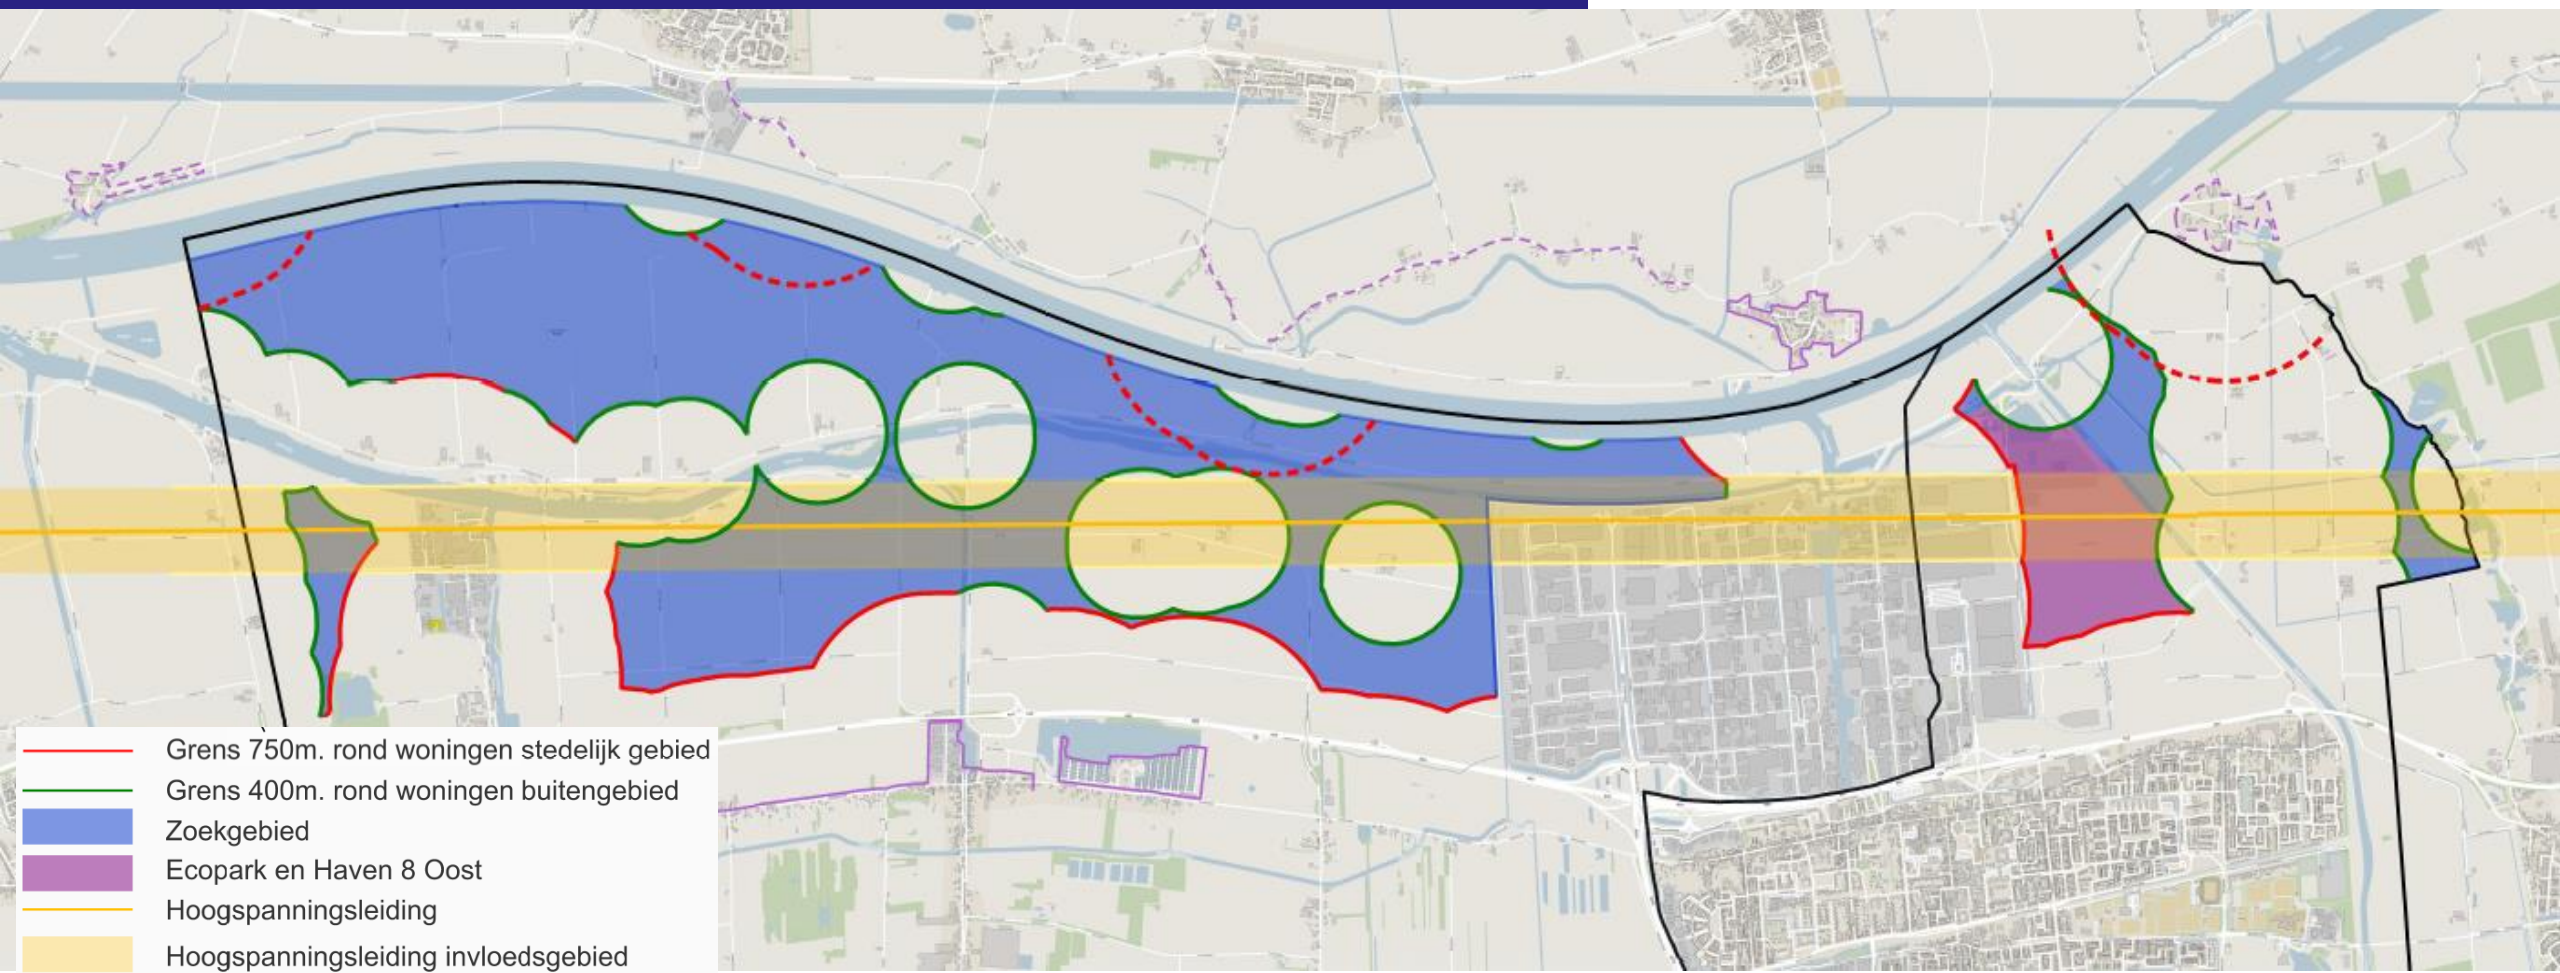 Grens 750m. rond woningen stedelijk gebied
Grens 400m. rond woningen buitengebied
Zoekgebied
Ecopark en Haven 8 Oost
Hoogspanningsleiding
Hoogspanningsleiding invloedsgebied